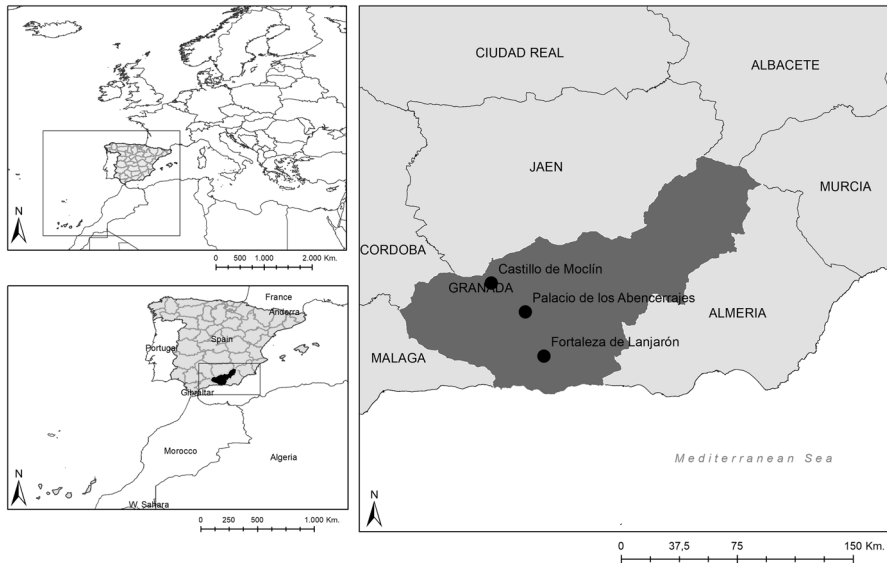 N
0 500 1.000 2.000 Km.
France
Andorra
Spain
Portugal
Gibraltar
Morocco
Algeria
W. Sahara
N
0 250 500 1.000 Km.
CIUDAD REAL
ALBACETE
JAEN
MURCIA
CORDOBA
Castillo de Moclín
GRANADA
Palacio de los Abencerrajes
ALMERIA
Fortaleza de Lanjarón
MALAGA
Mediterranean Sea
N
0 37,5 75 150 Km.